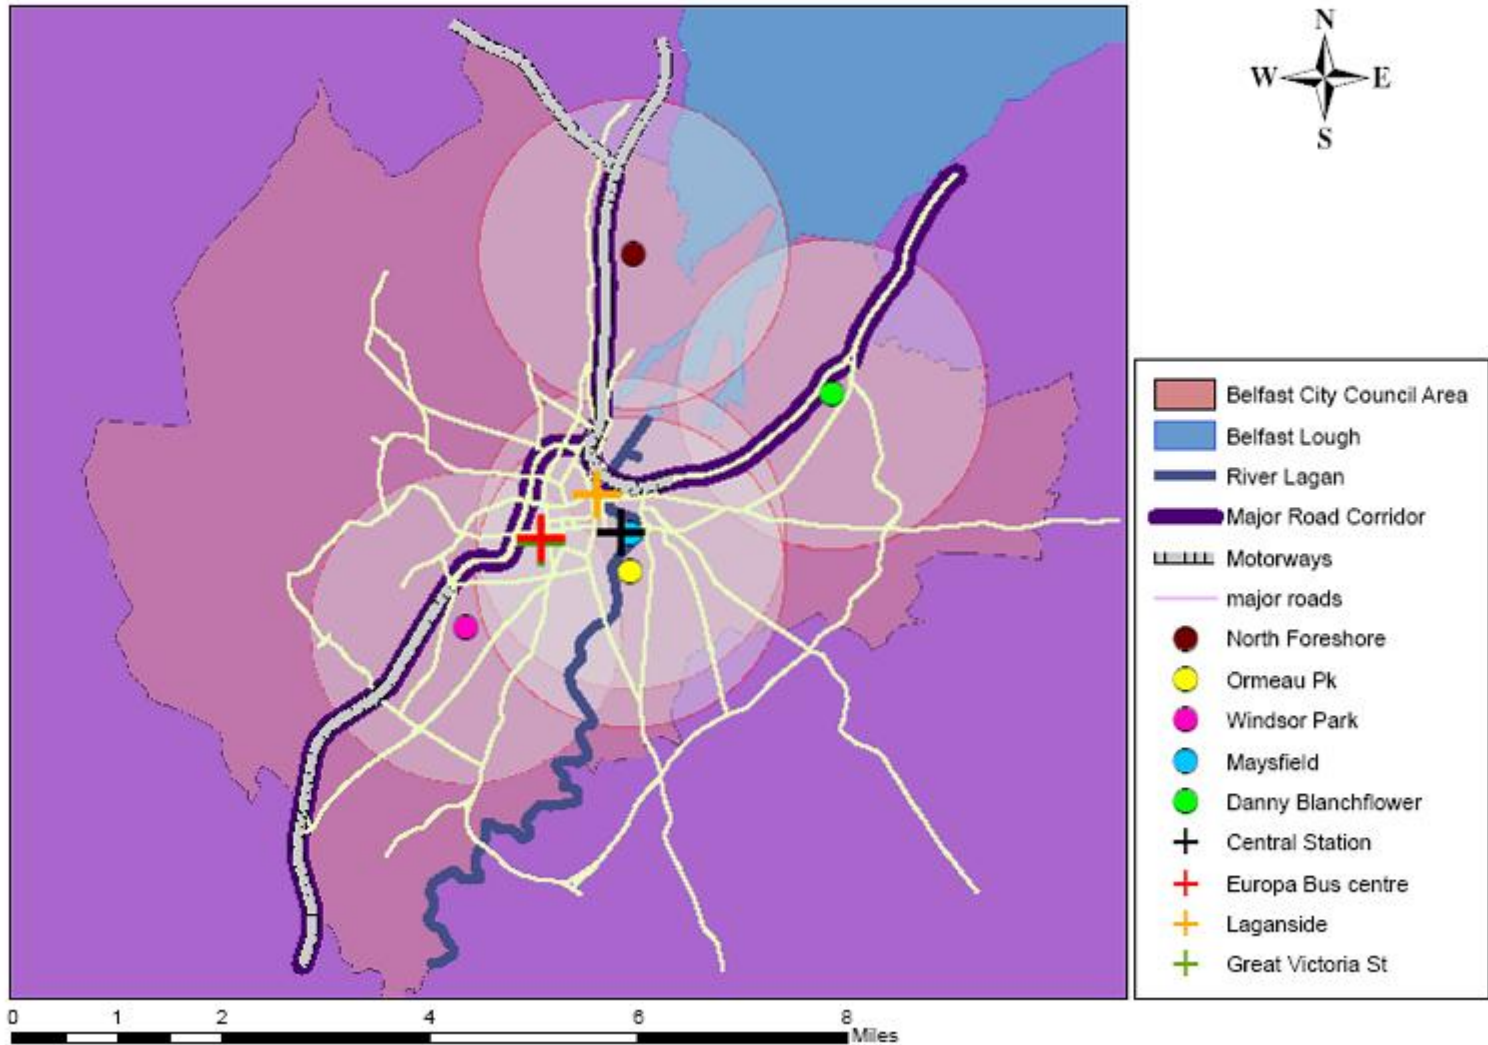 N
W E
S
Belfast City Council Area
Belfast Lough
River Lagan
Major Road Corridor
Motorways
major roads
North Foreshore
Ormeau Pk
Windsor Park
Maysfield
Danny Blanchflower
Central Station
Europa Bus centre
Laganside
Great Victoria St
0 1 2 4 6 8
Miles